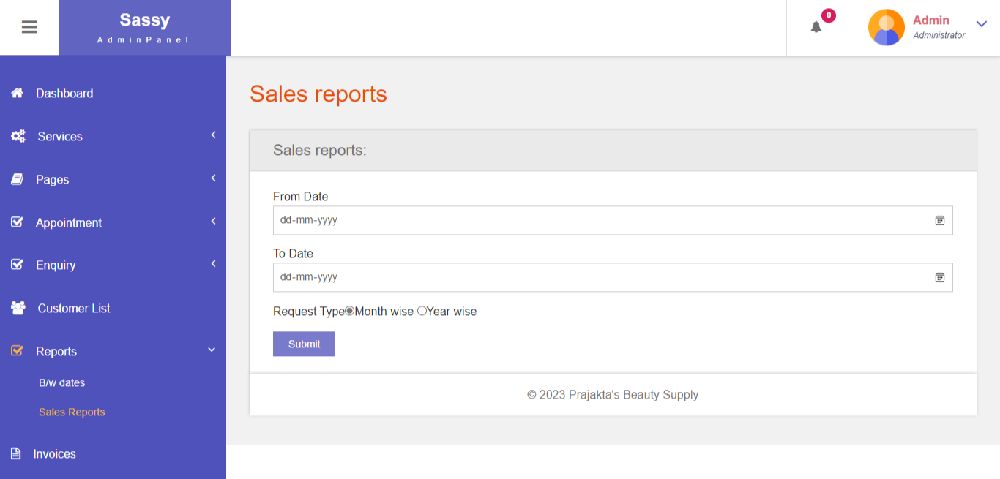 Sassy
AdminPanel
0
Admin
Administrator
Dashboard
Services
Pages
Appointment
Enquiry
Customer List
Reports
B/w dates
Sales Reports
Invoices
Sales reports
Sales reports:
From Date
dd-mm-yyyy
To Date
dd-mm-yyyy
Request Type Month wise Year wise
Submit
© 2023 Prajakta's Beauty Supply